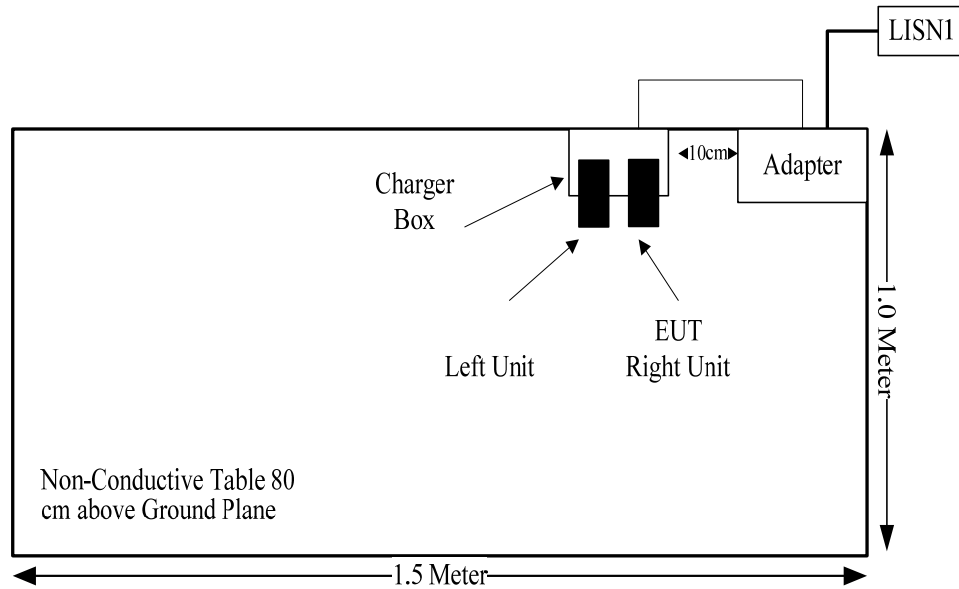 LISN1
10cm
Adapter
Charger
Box
1.0 Meter
EUT
Left Unit
Right Unit
Non-Conductive Table 80
cm above Ground Plane
1.5 Meter